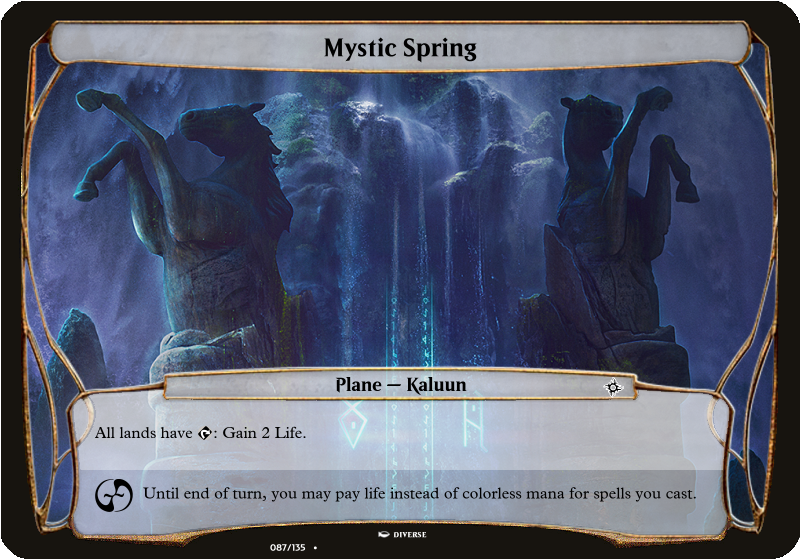 Mystic Spring
Plane — Kaluun
All lands have : Gain 2 Life.
Until end of turn, you may pay life instead of colorless mana for spells you cast.
DIVERSE
087/135 •